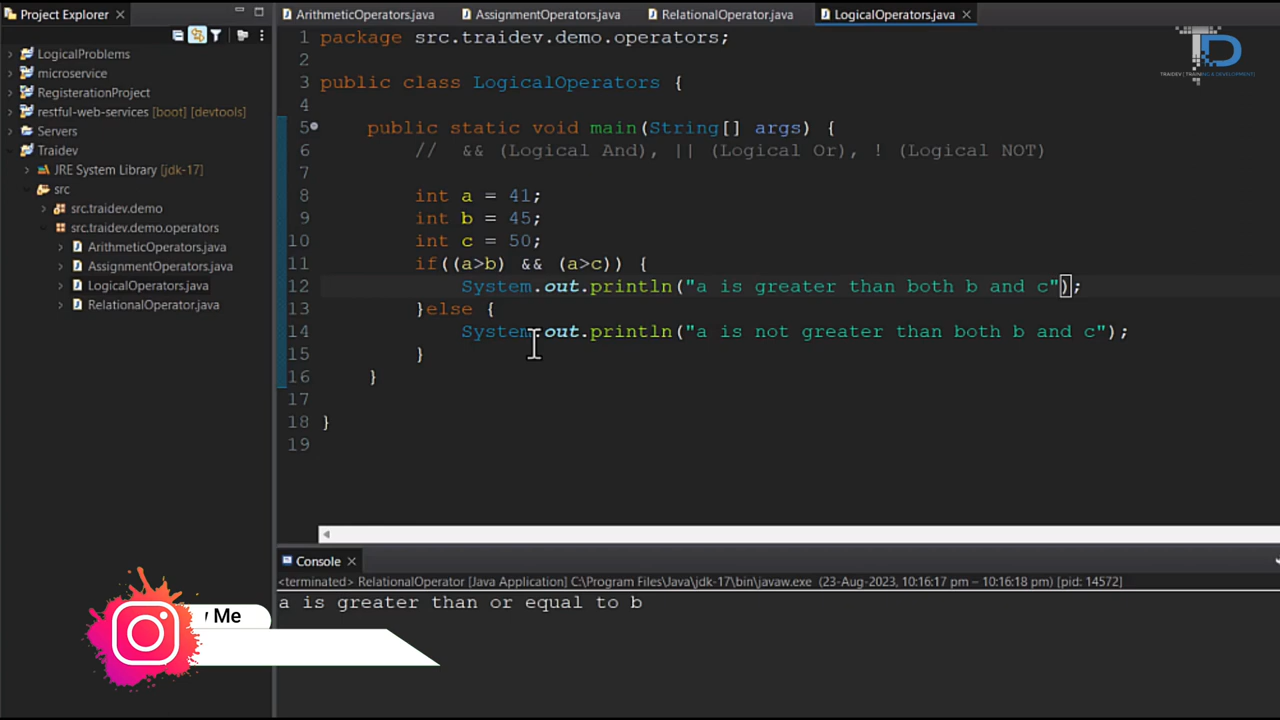 Project Explorer
LogicalProblems
microservice
RegisterationProject
restful-web-services [boot] [devtools]
Servers
Traidev
JRE System Library [jdk-17]
src
src.traidev.demo
src.traidev.demo.operators
ArithmeticOperators.java
AssignmentOperators.java
LogicalOperators.java
RelationalOperator.java
ArithmeticOperators.java AssignmentOperators.java RelationalOperator.java LogicalOperators.java
1 package src.traidev.demo.operators;
2
3 public class LogicalOperators {
4
5 public static void main(String[] args) {
6 // && (Logical And), || (Logical Or), ! (Logical NOT)
7
8 int a = 41;
9 int b = 45;
10 int c = 50;
11 if((a>b) && (a>c)) {
12 System.out.println("a is greater than both b and c");
13 }else {
14 System.out.println("a is not greater than both b and c");
15 }
16 }
17
18 }
19
TD
TRAIDEV | TRAINING & DEVELOPMENT
Console
<terminated> RelationalOperator [Java Application] C:\Program Files\Java\jdk-17\bin\javaw.exe (23-Aug-2023, 10:16:17 pm – 10:16:18 pm) [pid: 14572]
a is greater than or equal to b
Me